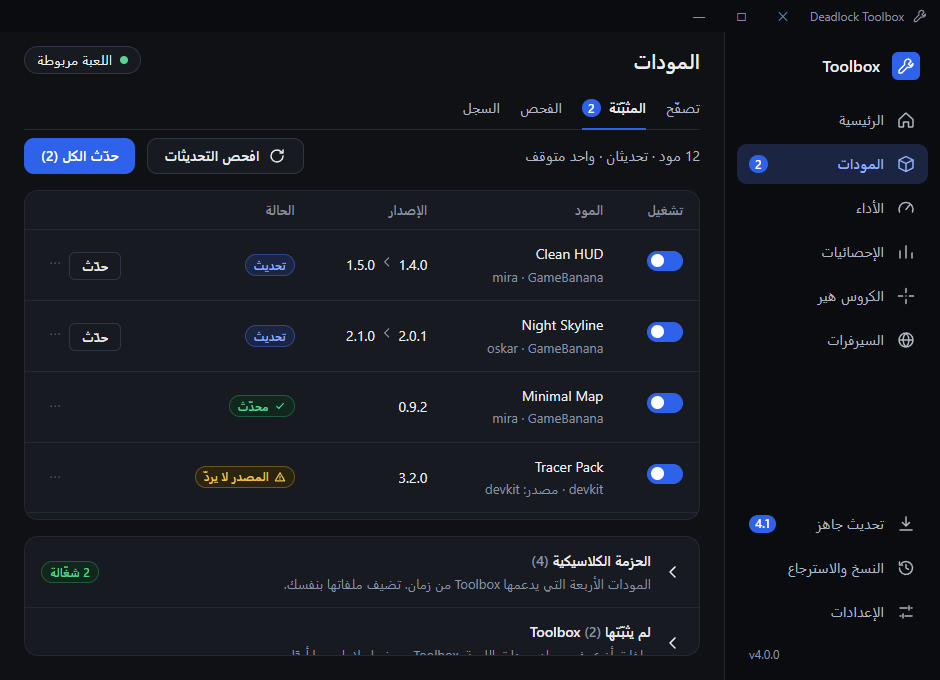 Deadlock Toolbox
Toolbox
الرئيسية
المودات 2
الأداء
الإحصائيات
الكروس هير
السيرفرات
تحديث جاهز 4.1
النسخ والاسترجاع
الإعدادات
v4.0.0
المودات
اللعبة مربوطة
تصفّح المثبّتة 2 الفحص السجل
12 مود · تحديثان · واحد متوقف
افحص التحديثات
حدّث الكل (2)
تشغيل المود الإصدار الحالة
Clean HUD
mira · GameBanana
1.4.0 1.5.0
تحديث
حدّث
Night Skyline
oskar · GameBanana
2.0.1 2.1.0
تحديث
حدّث
Minimal Map
mira · GameBanana
0.9.2
محدّث
Tracer Pack
devkit · مصدر: devkit
3.2.0
المصدر لا يردّ
الحزمة الكلاسيكية (4)
المودات الأربعة التي يدعمها Toolbox من زمان. تضيف ملفاتها بنفسك.
2 شغّالة
لم يثبّتها Toolbox (2)